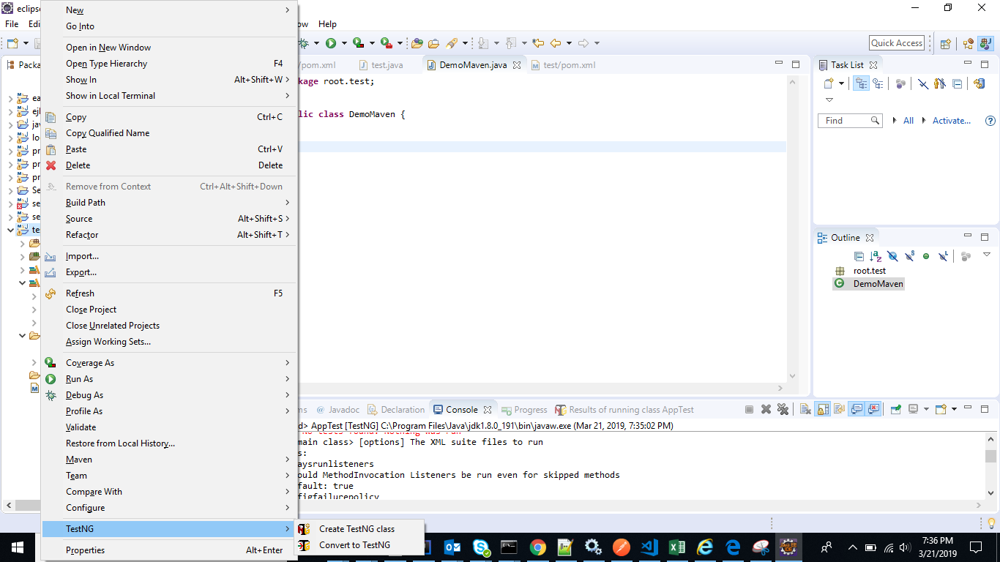 eclipse
File Edi ow Help
Quick Access
New
Go Into
Open in New Window
Open Type Hierarchy F4
Show In Alt+Shift+W
Show in Local Terminal
Copy Ctrl+C
Copy Qualified Name
Paste Ctrl+V
Delete Delete
Remove from Context Ctrl+Alt+Shift+Down
Build Path
Source Alt+Shift+S
Refactor Alt+Shift+T
Import...
Export...
Refresh F5
Close Project
Close Unrelated Projects
Assign Working Sets...
Coverage As
Run As
Debug As
Profile As
Validate
Restore from Local History...
Maven
Team
Compare With
Configure
TestNG
Properties Alt+Enter
Create TestNG class
Convert to TestNG
Packa
ea
ejl
jav
lo
pr
pr
pr
Se
se
se
te
/pom.xml test.java DemoMaven.java test/pom.xml
kage root.test;
lic class DemoMaven {
Task List
Find All Activate...
Outline
root.test
DemoMaven
ms Javadoc Declaration Console Progress Results of running class AppTest
d> AppTest [TestNG] C:\Program Files\Java\jdk1.8.0_191\bin\javaw.exe (Mar 21, 2019, 7:35:02 PM)
No tests found. Nothing was run
main class> [options] The XML suite files to run
s:
aysrunlisteners
ould MethodInvocation Listeners be run even for skipped methods
fault: true
figfailurepolicy
7:36 PM
3/21/2019